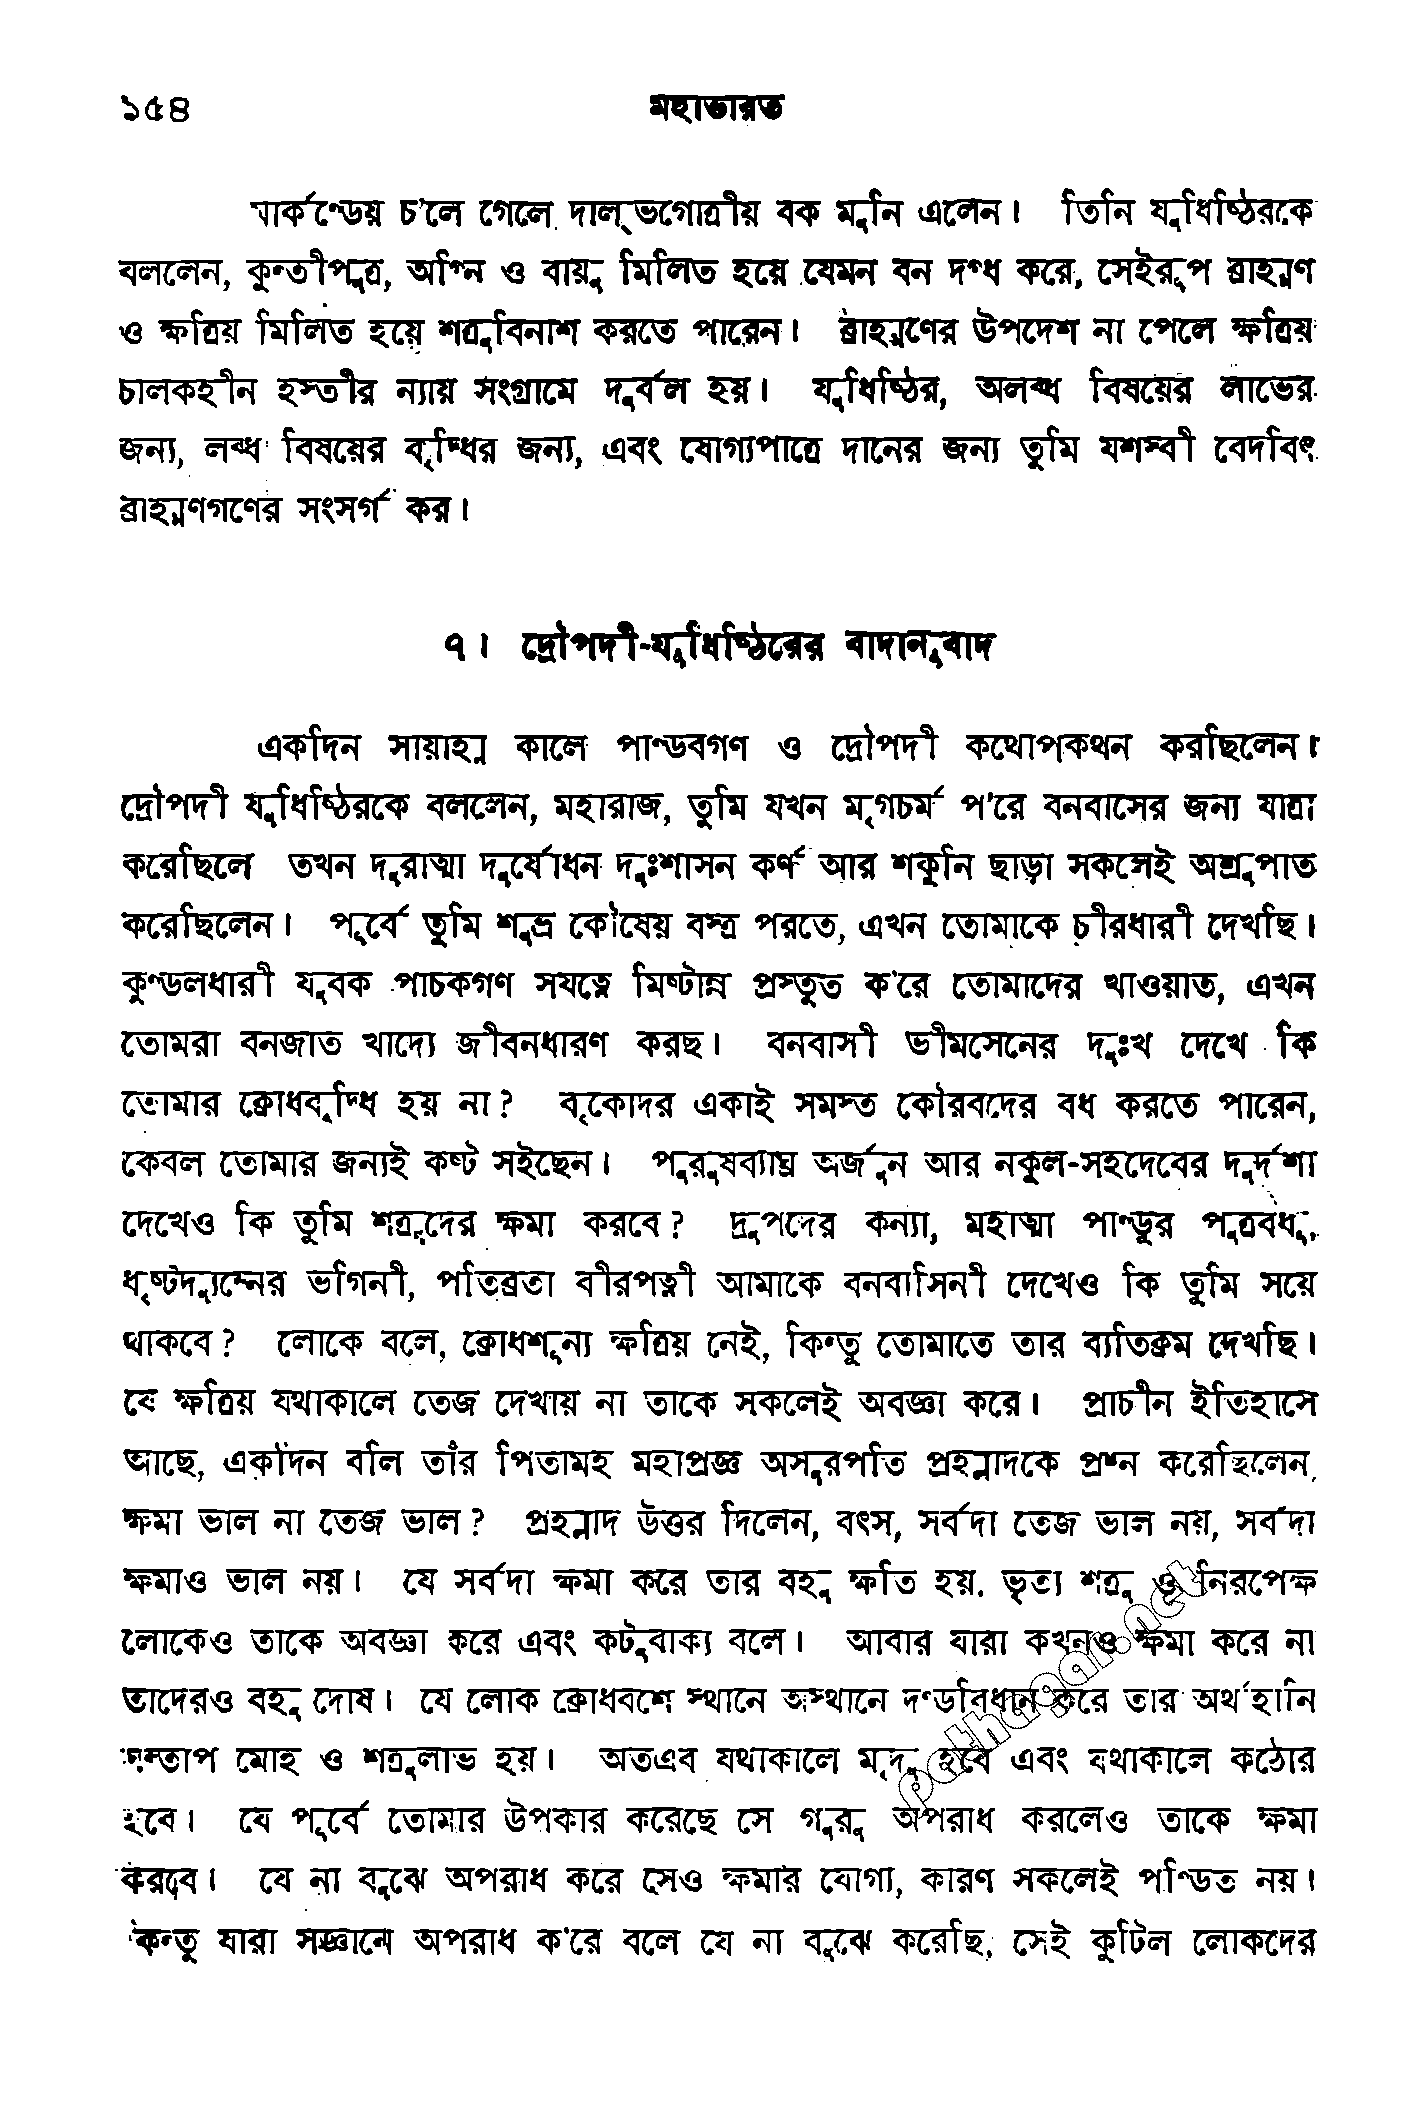 ১৫৪ মহাভারত
মার্কণ্ডেয় চ'লে গেলে দাল্‌ভগোত্রীয় বক মুনি এলেন। তিনি যুধিষ্ঠিরকে
বললেন, কুন্তীপুত্র, অগ্নি ও বায়ু মিলিত হয়ে যেমন বন দগ্ধ করে, সেইরূপ ব্রাহ্মণ
ও ক্ষত্রিয় মিলিত হয়ে শত্রুবিনাশ করতে পারেন। ব্রাহ্মণের উপদেশ না পেলে ক্ষত্রিয়
চালকহীন হস্তীর ন্যায় সংগ্রামে দুর্বল হয়। যুধিষ্ঠির, অলব্ধ বিষয়ের লাভের
জন্য, লব্ধ বিষয়ের বৃদ্ধির জন্য, এবং যোগ্যপাত্রে দানের জন্য তুমি যশস্বী বেদবিৎ
ব্রাহ্মণগণের সংসর্গ কর।
৭। দ্রৌপদী-যুধিষ্ঠিরের বাদানুবাদ
একদিন সায়াহ্ন কালে পাণ্ডবগণ ও দ্রৌপদী কথোপকথন করছিলেন।
দ্রৌপদী যুধিষ্ঠিরকে বললেন, মহারাজ, তুমি যখন মৃগচর্ম প'রে বনবাসের জন্য যাত্রা
করেছিলে তখন দুরাত্মা দুর্যোধন দুঃশাসন কর্ণ আর শকুনি ছাড়া সকলেই অশ্রুপাত
করেছিলেন। পূর্বে তুমি শুভ্র কৌষেয় বস্ত্র পরতে, এখন তোমাকে চীরধারী দেখছি।
কুণ্ডলধারী যুবক পাচকগণ সযত্নে মিষ্টান্ন প্রস্তুত ক'রে তোমাদের খাওয়াত, এখন
তোমরা বনজাত খাদ্যে জীবনধারণ করছ। বনবাসী ভীমসেনের দুঃখ দেখে কি
তোমার ক্রোধবৃদ্ধি হয় না? বৃকোদর একাই সমস্ত কৌরবদের বধ করতে পারেন,
কেবল তোমার জন্যই কষ্ট সইছেন। পুরুষব্যাঘ্র অর্জুন আর নকুল-সহদেবের দুর্দশা
দেখেও কি তুমি শত্রুদের ক্ষমা করবে? দ্রুপদের কন্যা, মহাত্মা পাণ্ডুর পুত্রবধূ,
ধৃষ্টদ্যুম্নের ভগিনী, পতিব্রতা বীরপত্নী আমাকে বনবাসিনী দেখেও কি তুমি সয়ে
থাকবে? লোকে বলে, ক্রোধশূন্য ক্ষত্রিয় নেই, কিন্তু তোমাতে তার ব্যতিক্রম দেখছি।
যে ক্ষত্রিয় যথাকালে তেজ দেখায় না তাকে সকলেই অবজ্ঞা করে। প্রাচীন ইতিহাসে
আছে, একদিন বলি তাঁর পিতামহ মহাপ্রজ্ঞ অসুরপতি প্রহ্লাদকে প্রশ্ন করেছিলেন,
ক্ষমা ভাল না তেজ ভাল? প্রহ্লাদ উত্তর দিলেন, বৎস, সর্বদা তেজ ভাল নয়, সর্বদা
ক্ষমাও ভাল নয়। যে সর্বদা ক্ষমা করে তার বহু ক্ষতি হয়, ভৃত্য শত্রু ও নিরপেক্ষ
লোকেও তাকে অবজ্ঞা করে এবং কটুবাক্য বলে। আবার যারা কখনও ক্ষমা করে না
তাদেরও বহু দোষ। যে লোক ক্রোধবশে স্থানে অস্থানে দণ্ডবিধান করে তার অর্থহানি
সন্তাপ মোহ ও শত্রুলাভ হয়। অতএব যথাকালে মৃদু হবে এবং যথাকালে কঠোর
হবে। যে পূর্বে তোমার উপকার করেছে সে গুরু অপরাধ করলেও তাকে ক্ষমা
করবে। যে না বুঝে অপরাধ করে সেও ক্ষমার যোগ্য, কারণ সকলেই পণ্ডিত নয়।
কিন্তু যারা সজ্ঞানে অপরাধ ক'রে বলে যে না বুঝে করেছি, সেই কুটিল লোকদের
pathagar.net